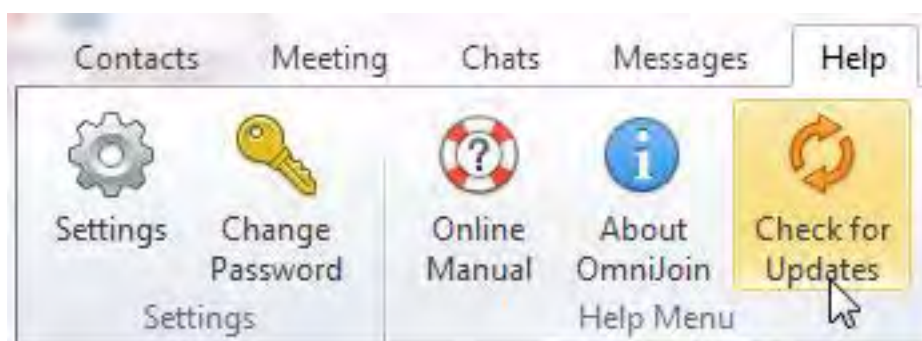 Contacts Meeting Chats Messages Help
?
i
Settings Change Online About Check for
Password Manual OmniJoin Updates
Settings Help Menu